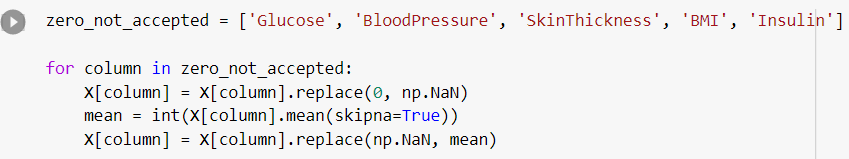 zero_not_accepted = ['Glucose', 'BloodPressure', 'SkinThickness', 'BMI', 'Insulin']
for column in zero_not_accepted:
    X[column] = X[column].replace(0, np.NaN)
    mean = int(X[column].mean(skipna=True))
    X[column] = X[column].replace(np.NaN, mean)